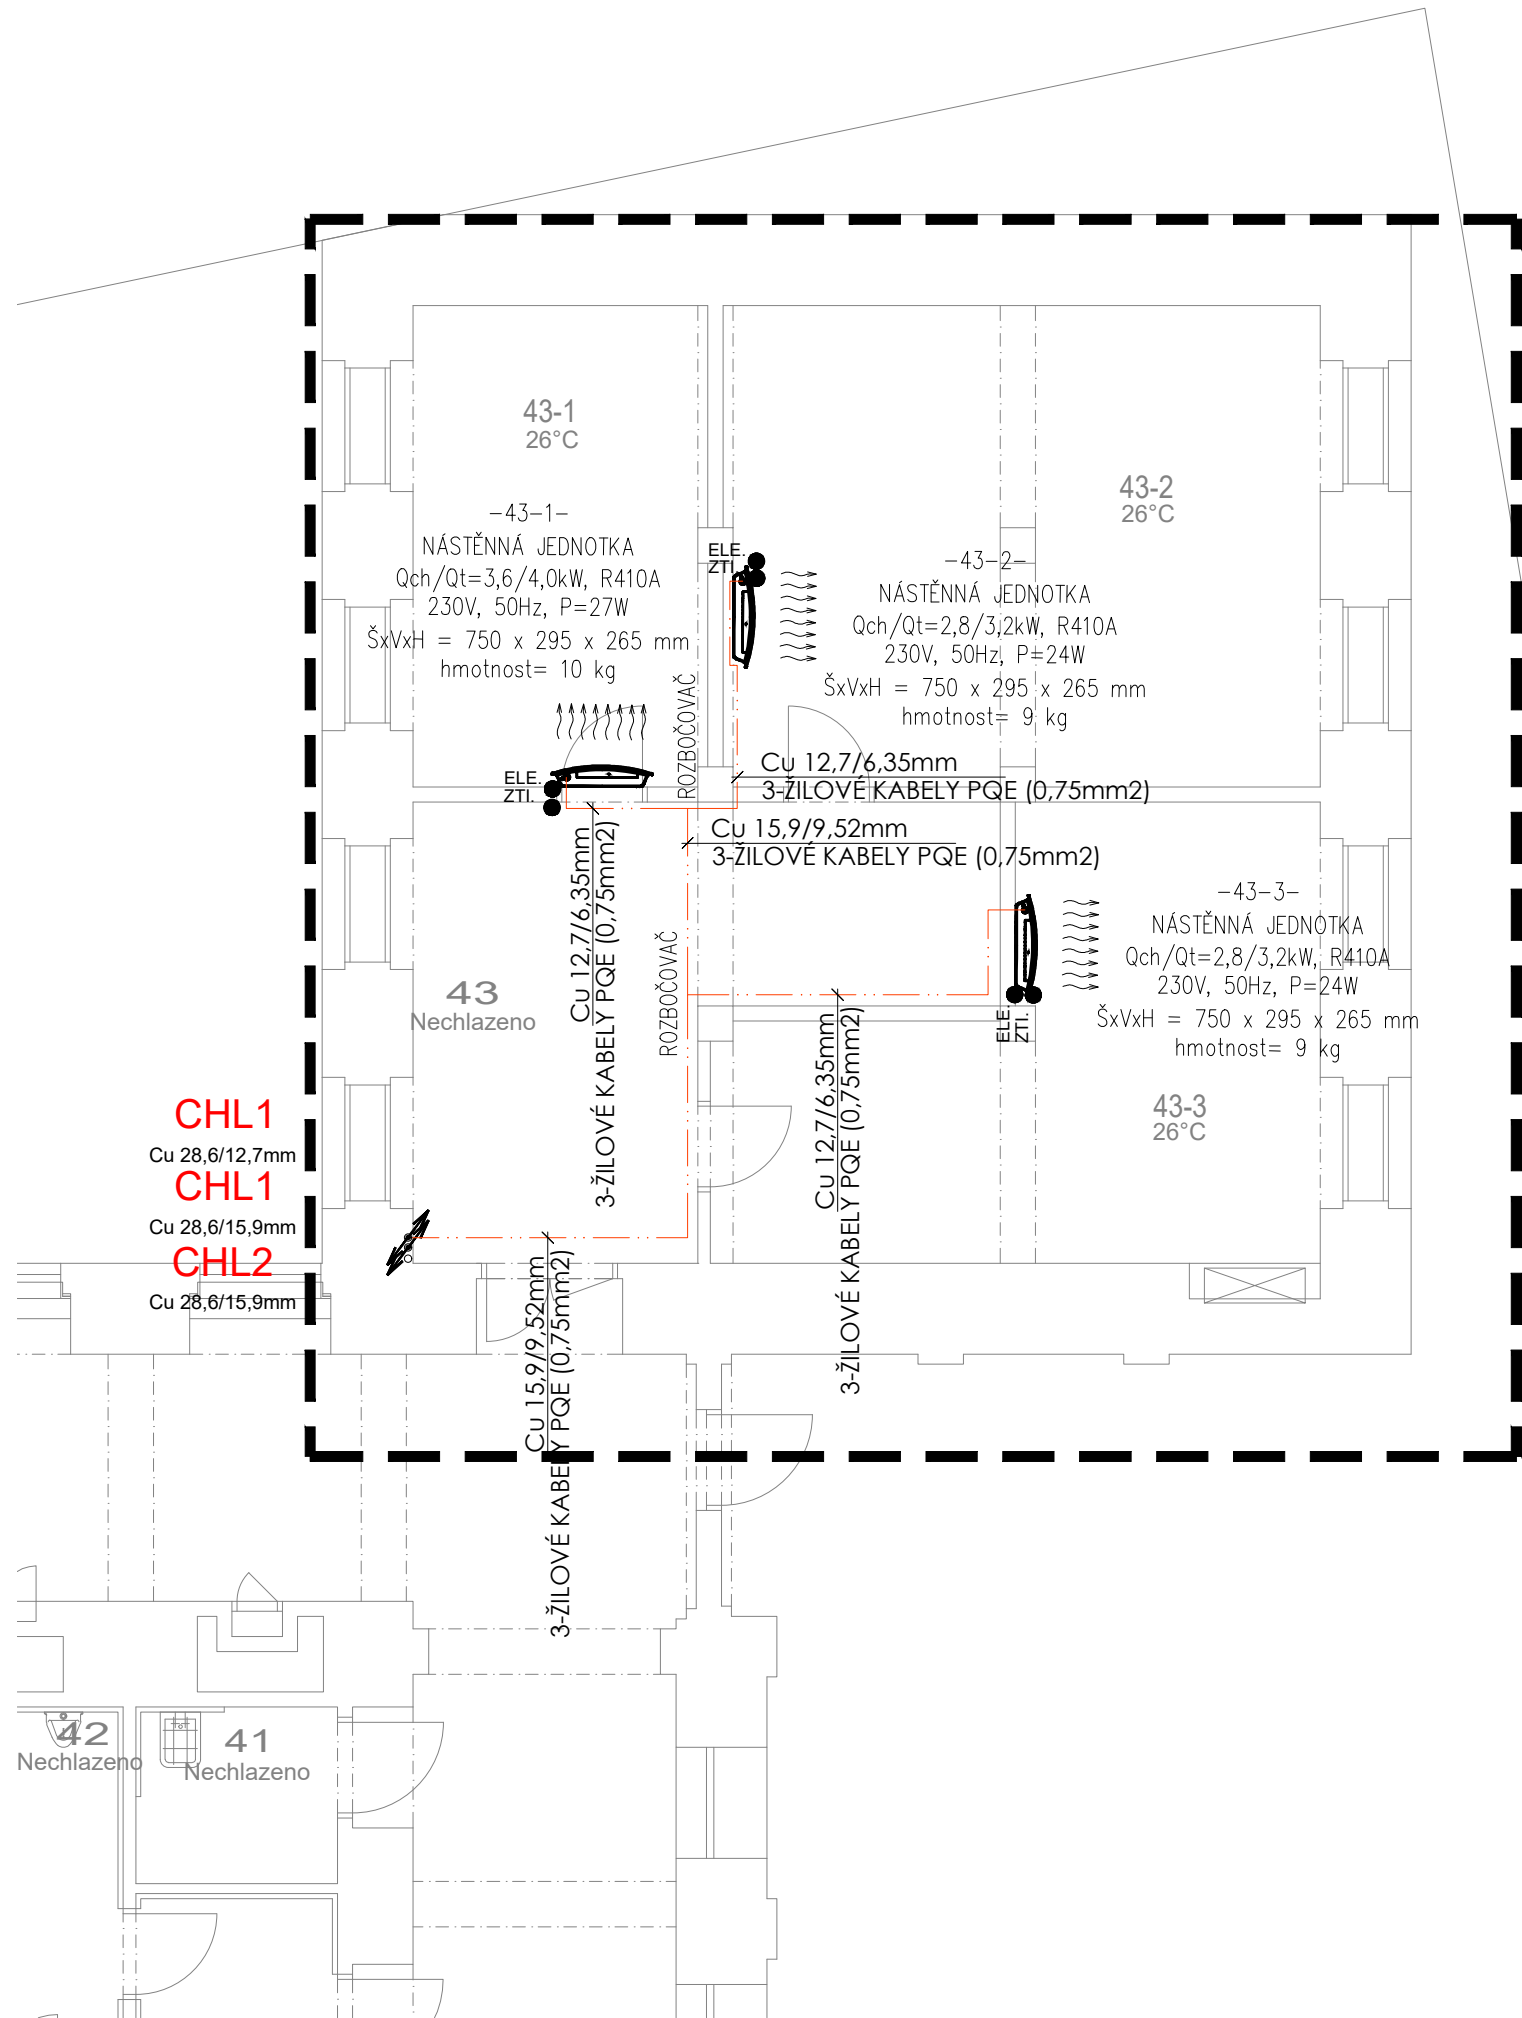 43-1
26°C
-43-1-
NÁSTĚNNÁ JEDNOTKA
Qch/Qt=3,6/4,0kW, R410A
230V, 50Hz, P=27W
ŠxVxH = 750 x 295 x 265 mm
hmotnost= 10 kg
43-2
26°C
ELE.
ZTI.
-43-2-
NÁSTĚNNÁ JEDNOTKA
Qch/Qt=2,8/3,2kW, R410A
230V, 50Hz, P=24W
ŠxVxH = 750 x 295 x 265 mm
hmotnost= 9 kg
ROZBOČOVAČ
ELE.
ZTI.
Cu 12,7/6,35mm
3-ŽILOVÉ KABELY PQE (0,75mm2)
Cu 15,9/9,52mm
3-ŽILOVÉ KABELY PQE (0,75mm2)
Cu 12,7/6,35mm
3-ŽILOVÉ KABELY PQE (0,75mm2)
-43-3-
NÁSTĚNNÁ JEDNOTKA
Qch/Qt=2,8/3,2kW, R410A
230V, 50Hz, P=24W
ŠxVxH = 750 x 295 x 265 mm
hmotnost= 9 kg
43
Nechlazeno
ROZBOČOVAČ
ELE.
ZTI.
Cu 12,7/6,35mm
3-ŽILOVÉ KABELY PQE (0,75mm2)
43-3
26°C
CHL1
Cu 28,6/12,7mm
CHL1
Cu 28,6/15,9mm
CHL2
Cu 28,6/15,9mm
Cu 15,9/9,52mm
3-ŽILOVÉ KABELY PQE (0,75mm2)
42
Nechlazeno
41
Nechlazeno